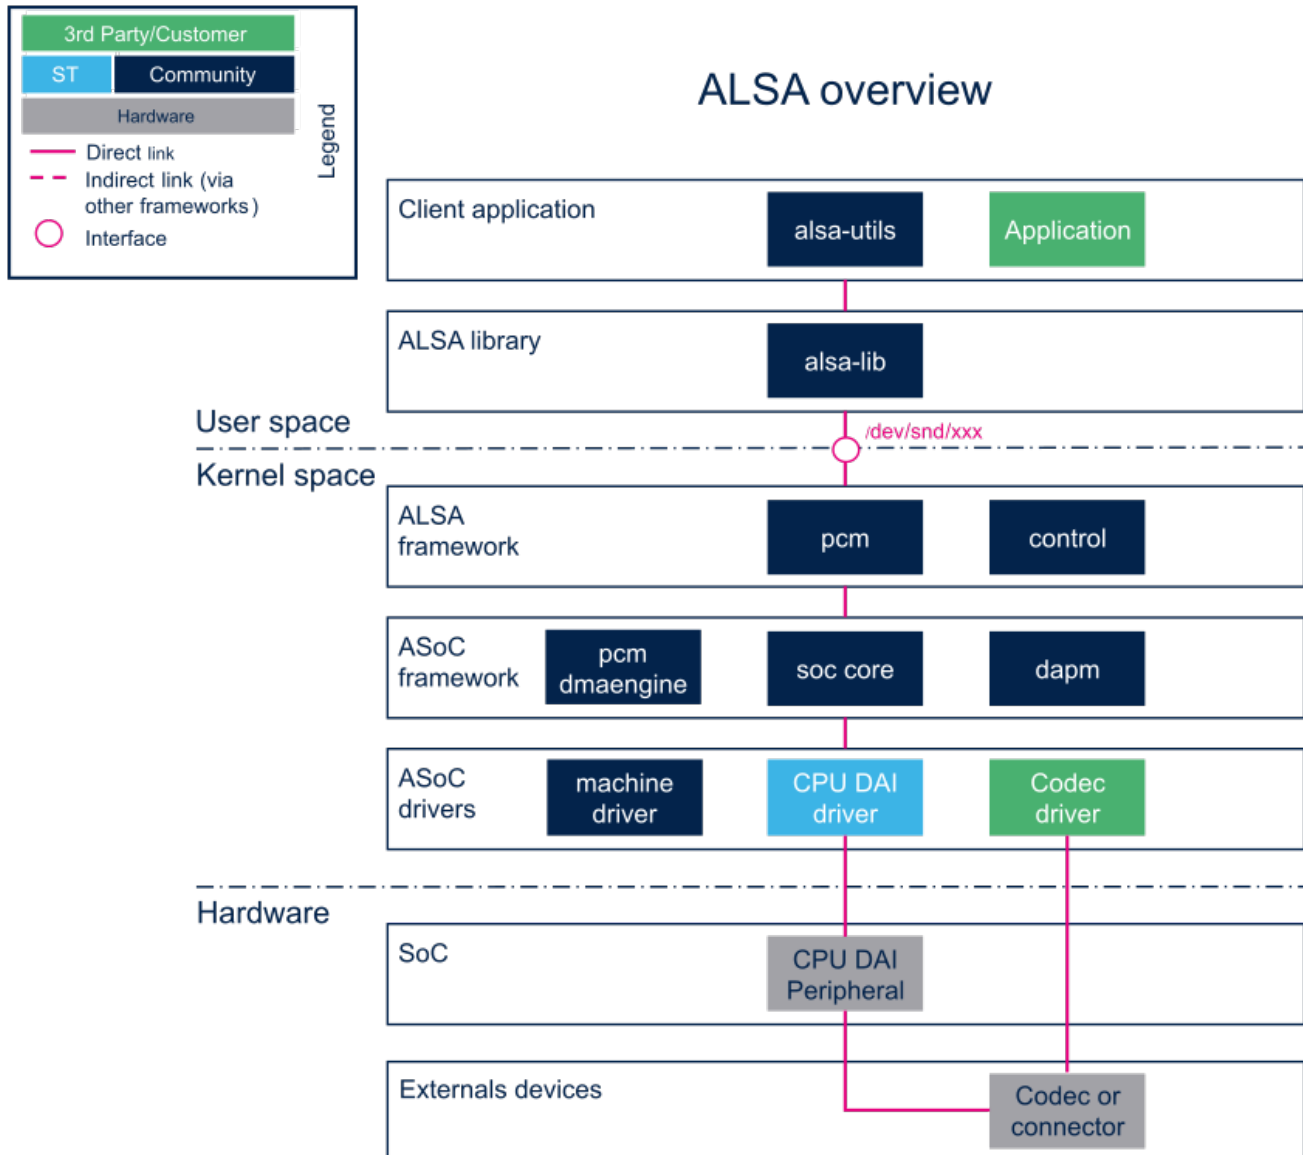 3rd Party/Customer
ST
Community
Hardware
Direct link
Indirect link (via
other frameworks)
Interface
Legend
ALSA overview
Client application
alsa-utils
Application
ALSA library
alsa-lib
User space
/dev/snd/xxx
Kernel space
ALSA
framework
pcm
control
ASoC
framework
pcm
dmaengine
soc core
dapm
ASoC
drivers
machine
driver
CPU DAI
driver
Codec
driver
Hardware
SoC
CPU DAI
Peripheral
Externals devices
Codec or
connector